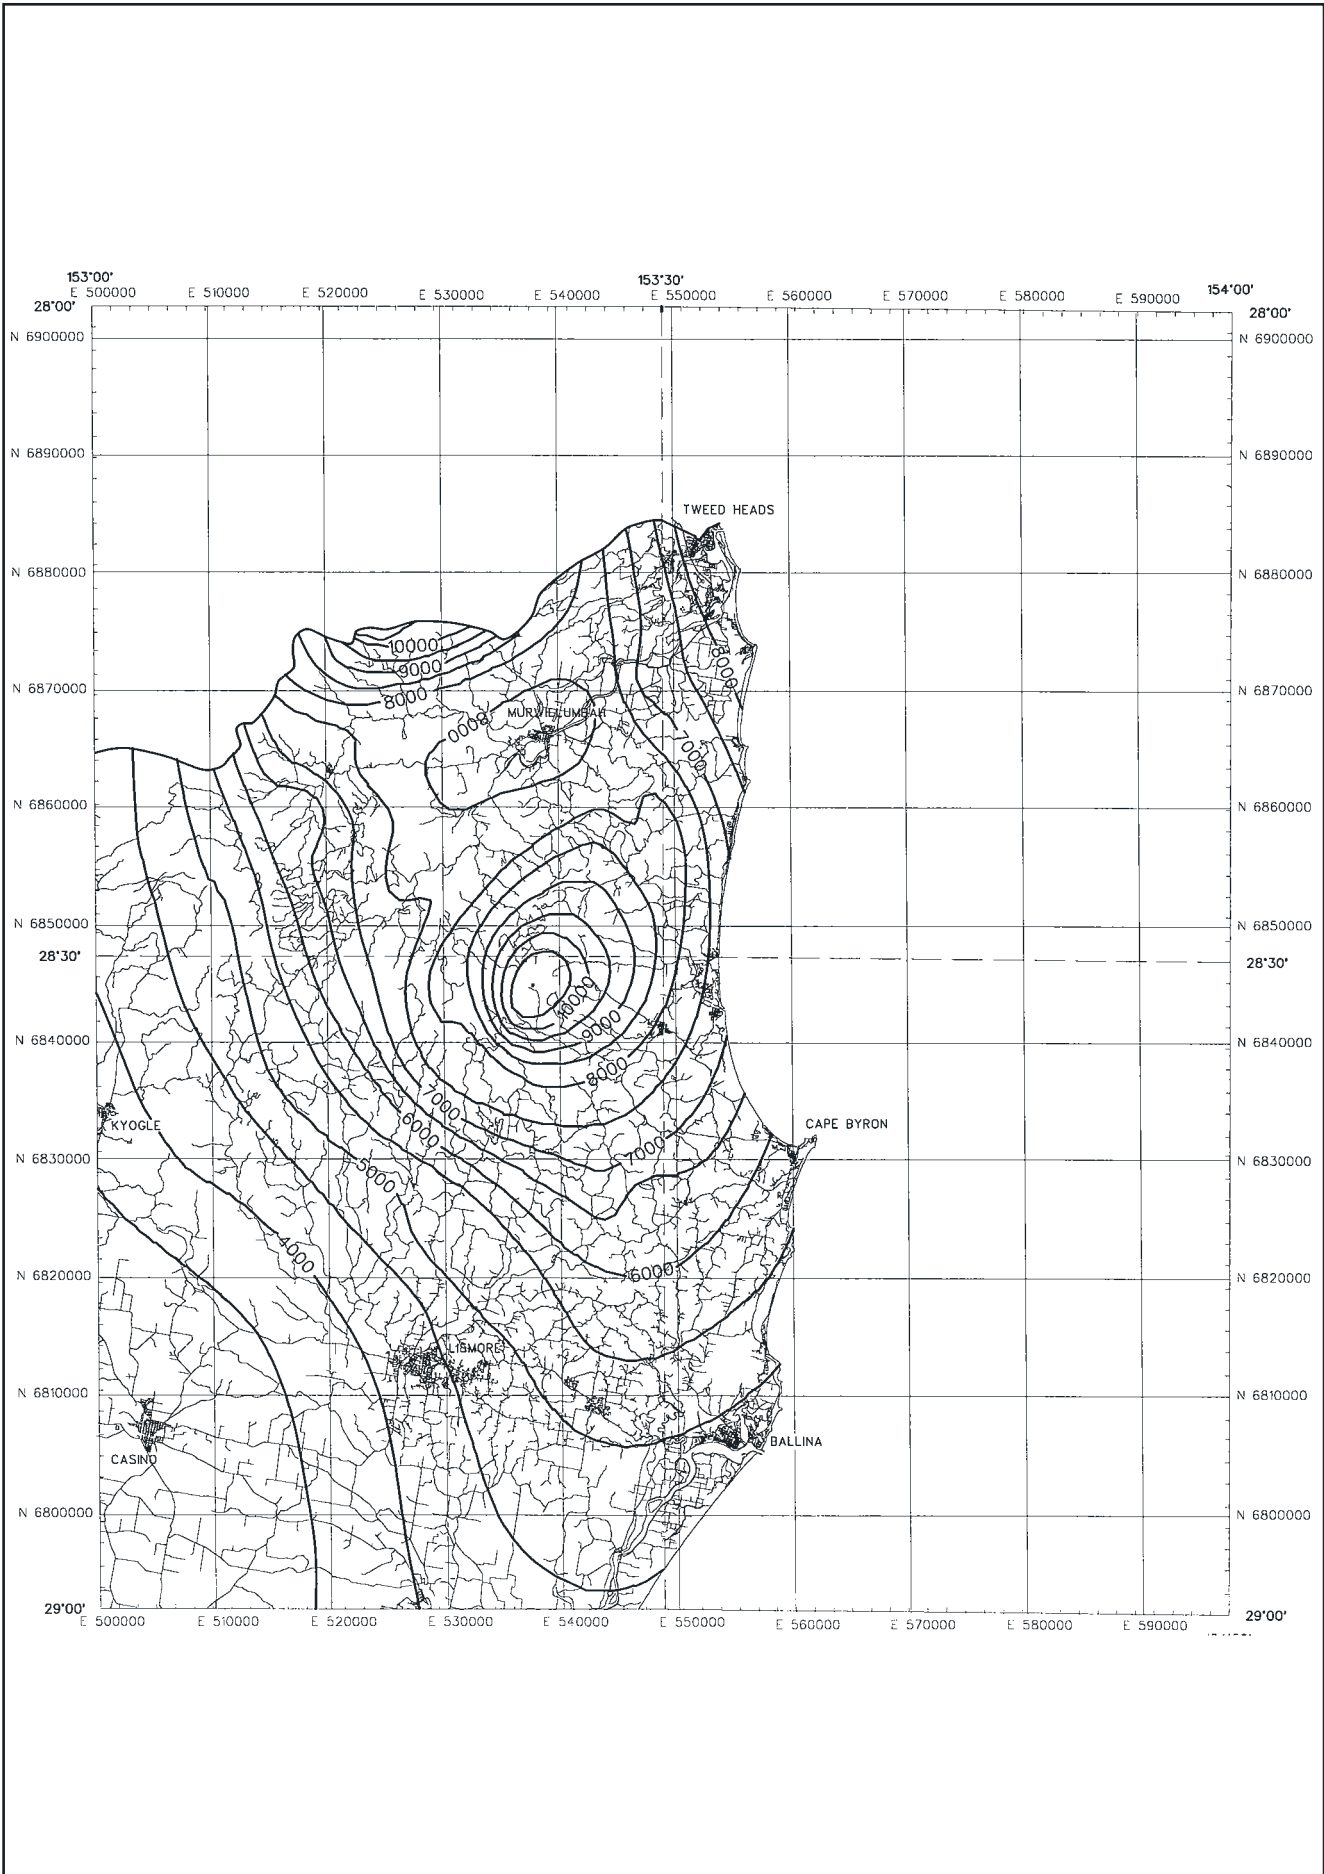 153°00' 153°30' 154°00'
E 500000 E 510000 E 520000 E 530000 E 540000 E 550000 E 560000 E 570000 E 580000 E 590000
28°00' 28°00'
N 6900000 N 6900000
N 6890000 N 6890000
TWEED HEADS
N 6880000 N 6880000
10000
9000
8000
8000
N 6870000 N 6870000
MURWILLUMBAH
8000
7000
N 6860000 N 6860000
N 6850000 N 6850000
28°30' 28°30'
10000
9000
N 6840000 N 6840000
8000
7000
6000
KYOGLE
CAPE BYRON
7000
N 6830000 N 6830000
5000
4000
6000
N 6820000 N 6820000
LISMORE
N 6810000 N 6810000
BALLINA
CASINO
N 6800000 N 6800000
29°00' 29°00'
E 500000 E 510000 E 520000 E 530000 E 540000 E 550000 E 560000 E 570000 E 580000 E 590000